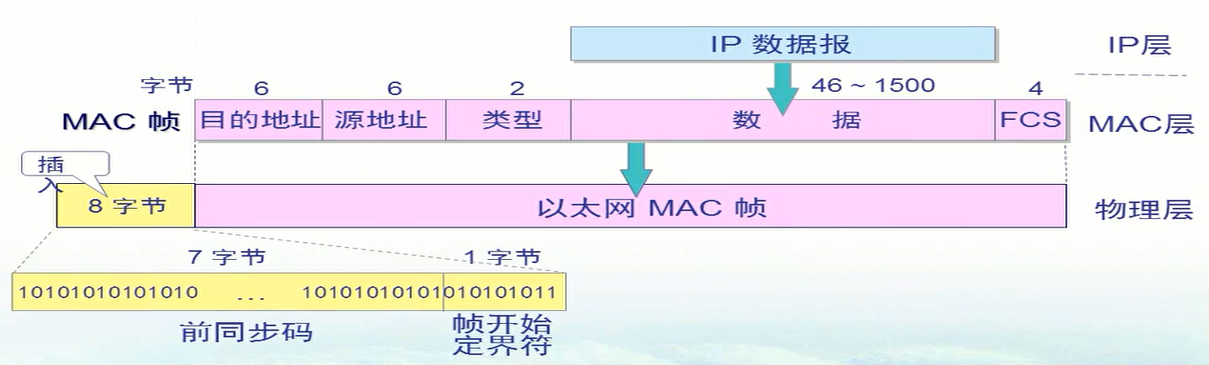 IP 数据报
IP层
字节 6 6 2 46 ~ 1500 4
MAC 帧 目的地址 源地址 类型 数 据 FCS MAC层
插入
8 字节 以太网 MAC 帧 物理层
7 字节 1 字节
10101010101010 ... 10101010101010101011
前同步码 帧开始
定界符